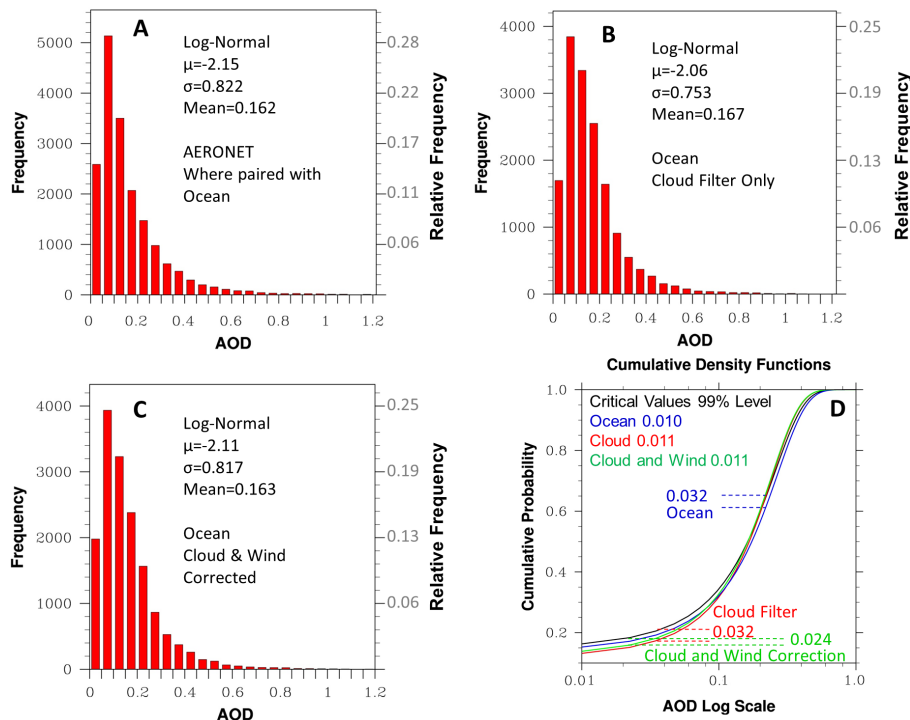 A
Log-Normal
μ=-2.15
σ=0.822
Mean=0.162
AERONET
Where paired with
Ocean
Frequency
5000
4000
3000
2000
1000
0
Relative Frequency
0.28
0.22
0.17
0.11
0.06
0 0.2 0.4 0.6 0.8 1 1.2
AOD
B
Log-Normal
μ=-2.06
σ=0.753
Mean=0.167
Ocean
Cloud Filter Only
Frequency
4000
3000
2000
1000
0
Relative Frequency
0.25
0.19
0.13
0.06
0 0.2 0.4 0.6 0.8 1 1.2
AOD
C
Log-Normal
μ=-2.11
σ=0.817
Mean=0.163
Ocean
Cloud & Wind
Corrected
Frequency
4000
3000
2000
1000
0
Relative Frequency
0.25
0.19
0.13
0.06
0 0.2 0.4 0.6 0.8 1 1.2
AOD
Cumulative Density Functions
D
Critical Values 99% Level
Ocean 0.010
Cloud 0.011
Cloud and Wind 0.011
0.032
Ocean
Cloud Filter
0.032
0.024
Cloud and Wind Correction
Cumulative Probability
1.0
0.8
0.6
0.4
0.2
0.01 0.1 1.0
AOD Log Scale